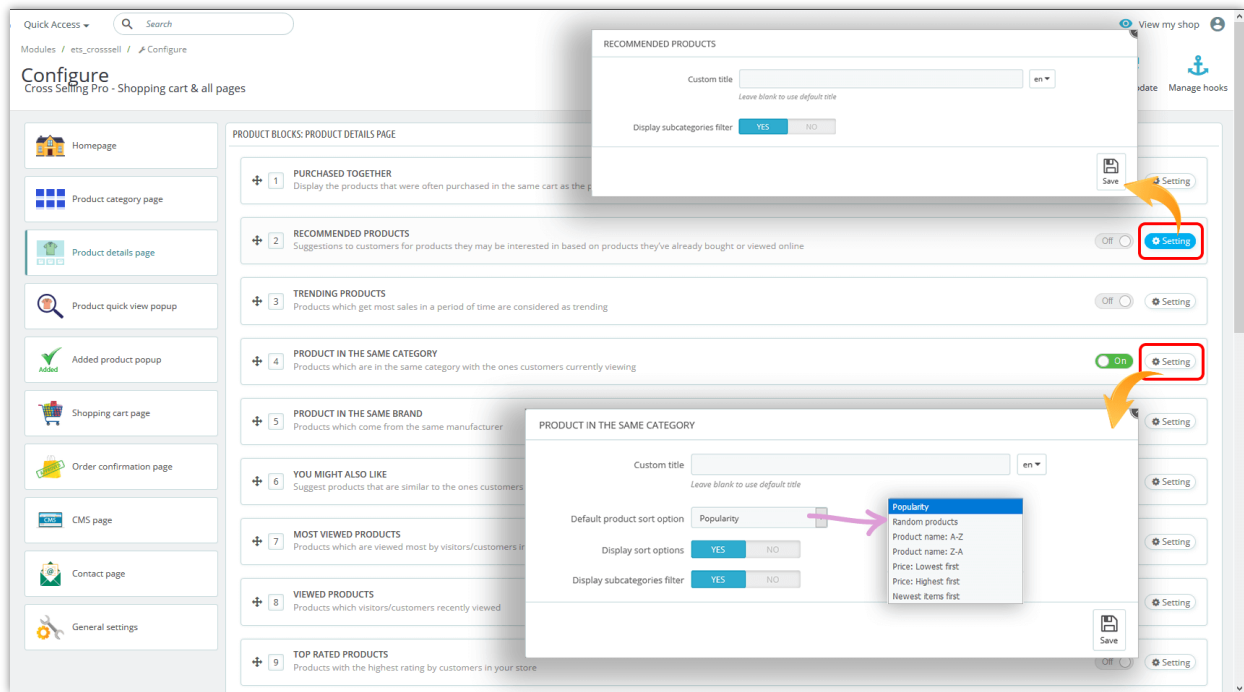 Quick Access
Search
View my shop
Modules / ets_crosssell / Configure
Configure
Cross Selling Pro - Shopping cart & all pages
Manage hooks
Homepage
Product category page
Product details page
Product quick view popup
Added
Added product popup
Shopping cart page
Order confirmation page
CMS
CMS page
Contact page
General settings
PRODUCT BLOCKS: PRODUCT DETAILS PAGE
1
PURCHASED TOGETHER
Display the products that were often purchased in the same cart as the
Setting
2
RECOMMENDED PRODUCTS
Suggestions to customers for products they may be interested in based on products they've already bought or viewed online
Off
Setting
3
TRENDING PRODUCTS
Products which get most sales in a period of time are considered as trending
Off
Setting
4
PRODUCT IN THE SAME CATEGORY
Products which are in the same category with the ones customers currently viewing
On
Setting
5
PRODUCT IN THE SAME BRAND
Products which come from the same manufacturer
Setting
6
YOU MIGHT ALSO LIKE
Suggest products that are similar to the ones customers
Setting
7
MOST VIEWED PRODUCTS
Products which are viewed most by visitors/customers
Setting
8
VIEWED PRODUCTS
Products which visitors/customers recently viewed
Setting
9
TOP RATED PRODUCTS
Products with the highest rating by customers in your store
Off
Setting
RECOMMENDED PRODUCTS
Custom title
en
Leave blank to use default title
Display subcategories filter
YES
NO
Save
PRODUCT IN THE SAME CATEGORY
Custom title
en
Leave blank to use default title
Default product sort option
Popularity
Display sort options
YES
NO
Display subcategories filter
YES
NO
Popularity
Random products
Product name: A-Z
Product name: Z-A
Price: Lowest first
Price: Highest first
Newest items first
Save